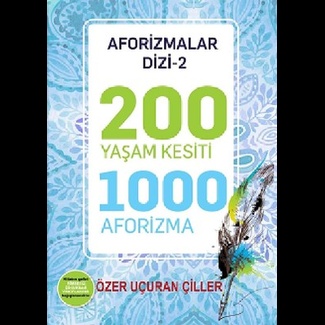 AFORİZMALAR
DİZİ-2
200
YAŞAM KESİTİ
1000
AFORİZMA
ÖZER UÇURAN ÇİLLER